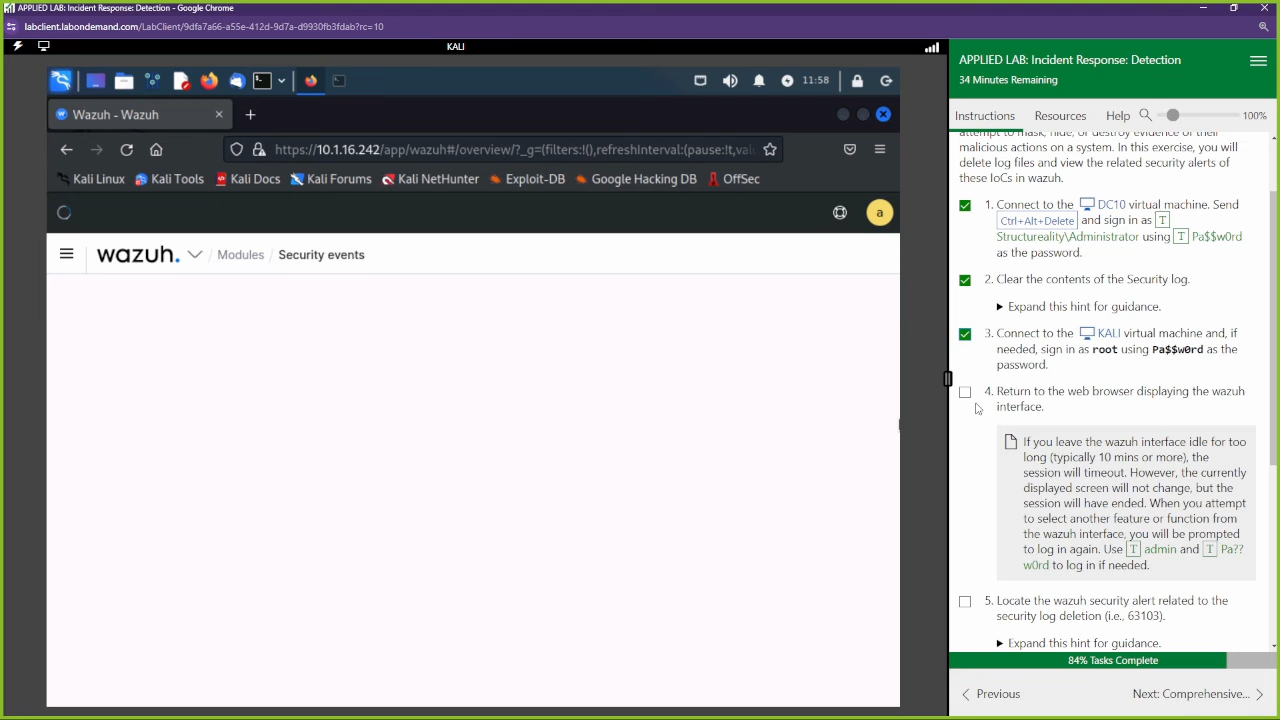 APPLIED LAB: Incident Response: Detection - Google Chrome
labclient.labondemand.com/LabClient/9dfa7a66-a55e-412d-9d7a-d9930fb3fdab?rc=10
KALI
11:58
Wazuh - Wazuh
https://10.1.16.242/app/wazuh#/overview/?_g=(filters:!(),refreshInterval:(pause:!t,val
Kali Linux Kali Tools Kali Docs Kali Forums Kali NetHunter Exploit-DB Google Hacking DB OffSec
a
wazuh. / Modules / Security events
APPLIED LAB: Incident Response: Detection
34 Minutes Remaining
Instructions Resources Help 100%
attempt to mask, hide, or destroy evidence of their
malicious actions on a system. In this exercise, you will
delete log files and view the related security alerts of
these IoCs in wazuh.
1. Connect to the DC10 virtual machine. Send
Ctrl+Alt+Delete and sign in as T
Structureality\Administrator using T Pa$$w0rd
as the password.
2. Clear the contents of the Security log.
Expand this hint for guidance.
3. Connect to the KALI virtual machine and, if
needed, sign in as root using Pa$$w0rd as the
password.
4. Return to the web browser displaying the wazuh
interface.
If you leave the wazuh interface idle for too
long (typically 10 mins or more), the
session will timeout. However, the currently
displayed screen will not change, but the
session will have ended. When you attempt
to select another feature or function from
the wazuh interface, you will be prompted
to log in again. Use T admin and T Pa??
w0rd to log in if needed.
5. Locate the wazuh security alert related to the
security log deletion (i.e., 63103).
Expand this hint for guidance.
84% Tasks Complete
Previous Next: Comprehensive...